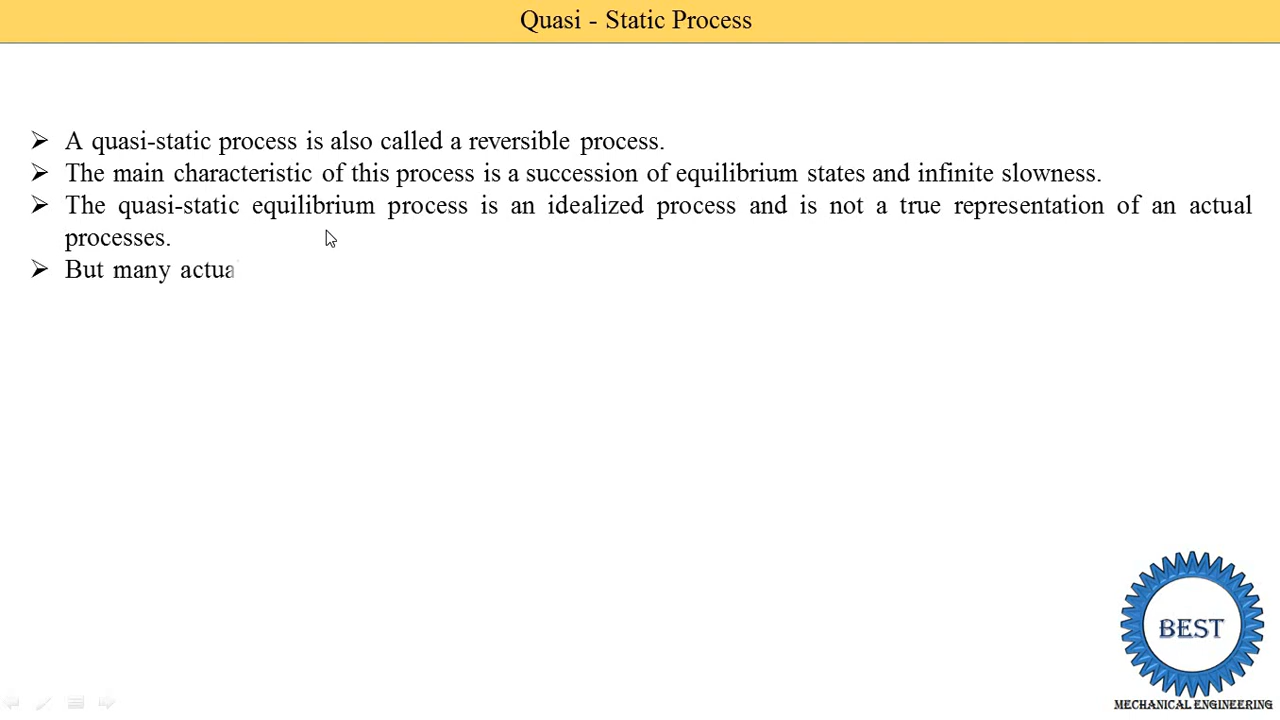 Quasi - Static Process
➢ A quasi-static process is also called a reversible process.
➢ The main characteristic of this process is a succession of equilibrium states and infinite slowness.
➢ The quasi-static equilibrium process is an idealized process and is not a true representation of an actual
processes.
➢ But many actua
BEST
MECHANICAL ENGINEERING